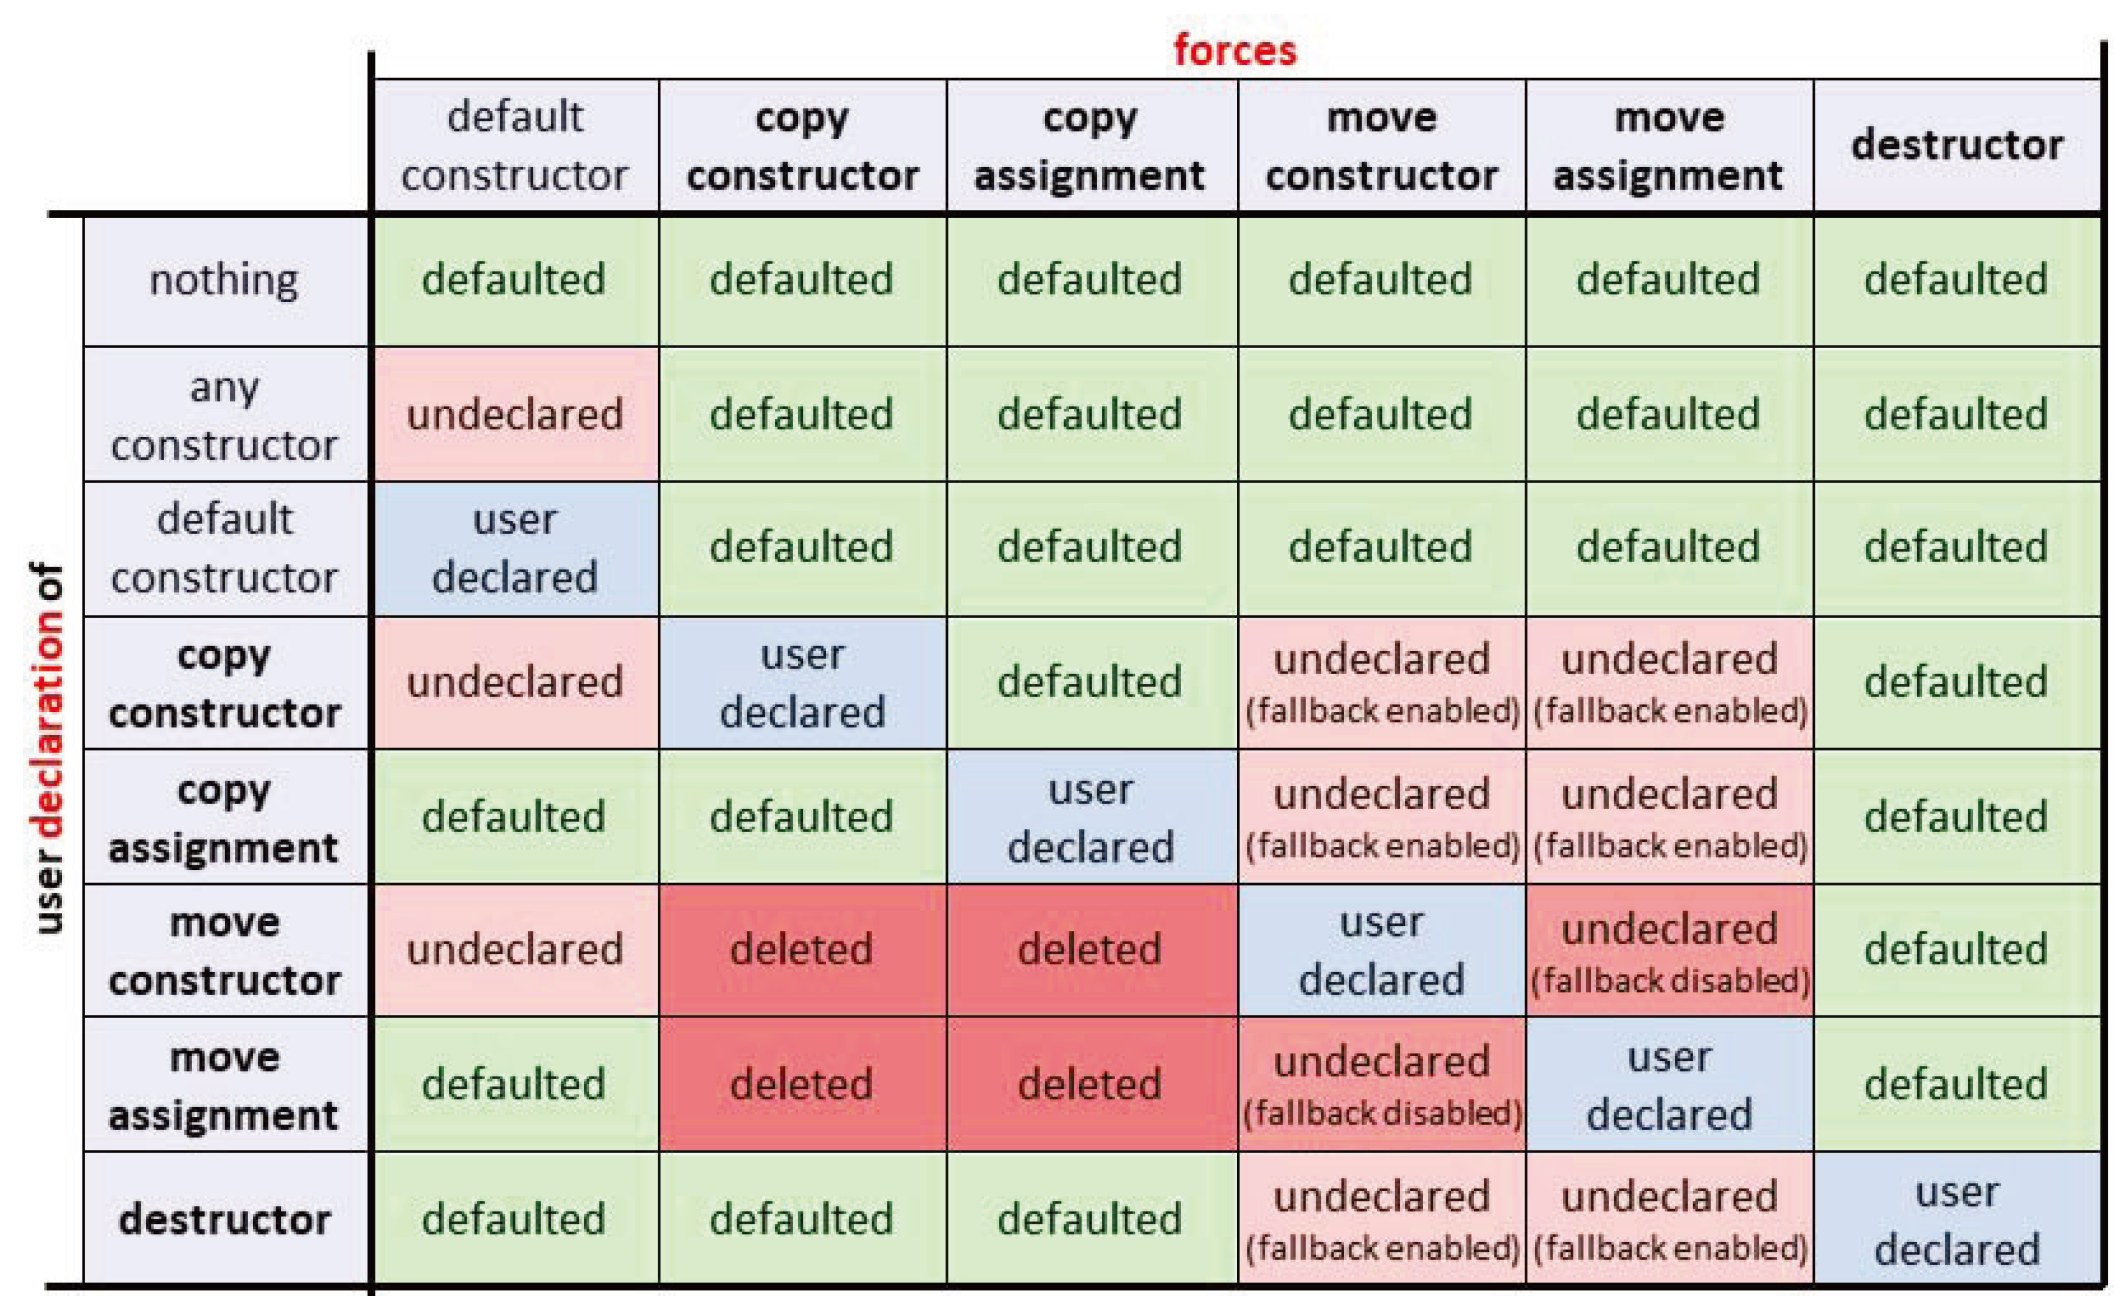 forces
default
constructor
copy
constructor
copy
assignment
move
constructor
move
assignment
destructor
user declaration of
nothing
defaulted
defaulted
defaulted
defaulted
defaulted
defaulted
any
constructor
undeclared
defaulted
defaulted
defaulted
defaulted
defaulted
default
constructor
user
declared
defaulted
defaulted
defaulted
defaulted
defaulted
copy
constructor
undeclared
user
declared
defaulted
undeclared
(fallback enabled)
undeclared
(fallback enabled)
defaulted
copy
assignment
defaulted
defaulted
user
declared
undeclared
(fallback enabled)
undeclared
(fallback enabled)
defaulted
move
constructor
undeclared
deleted
deleted
user
declared
undeclared
(fallback disabled)
defaulted
move
assignment
defaulted
deleted
deleted
undeclared
(fallback disabled)
user
declared
defaulted
destructor
defaulted
defaulted
defaulted
undeclared
(fallback enabled)
undeclared
(fallback enabled)
user
declared